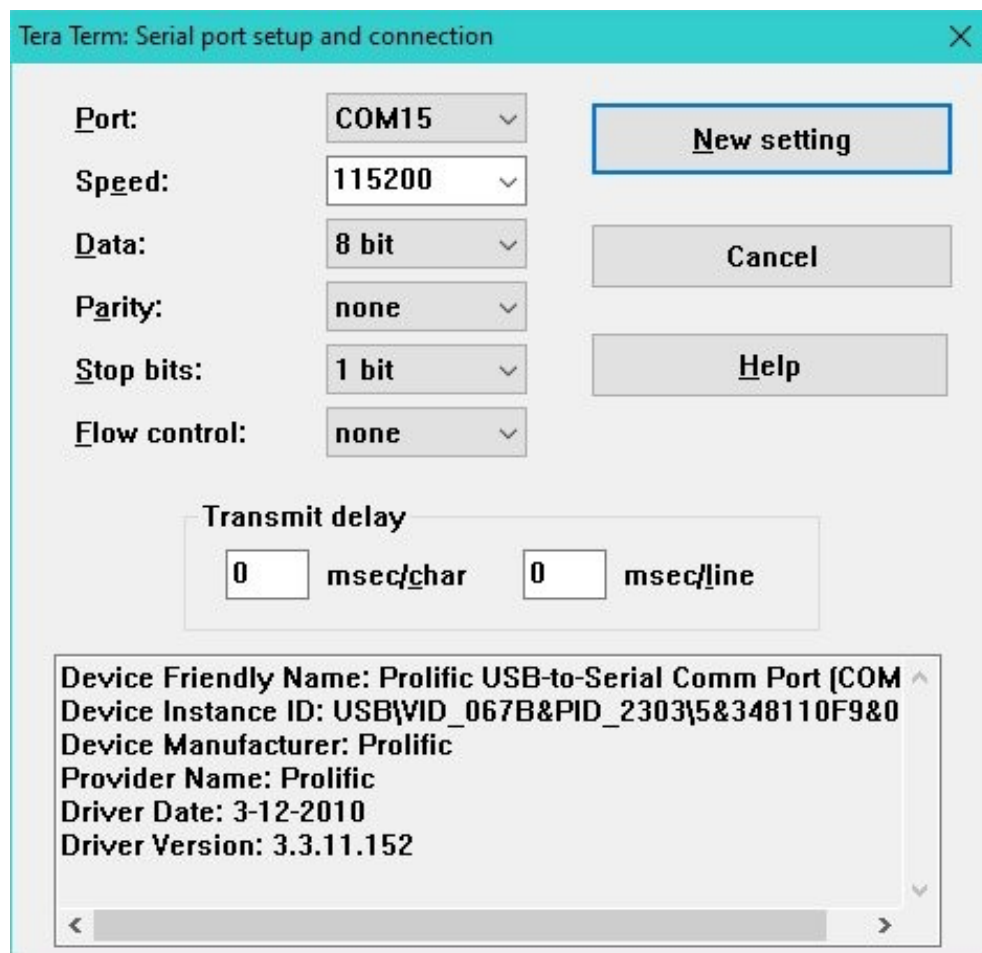 Tera Term: Serial port setup and connection
Port: COM15
New setting
Speed: 115200
Data: 8 bit
Cancel
Parity: none
Stop bits: 1 bit
Help
Flow control: none
Transmit delay
0 msec/char 0 msec/line
Device Friendly Name: Prolific USB-to-Serial Comm Port (COM
Device Instance ID: USB\VID_067B&PID_2303\5&348110F9&0
Device Manufacturer: Prolific
Provider Name: Prolific
Driver Date: 3-12-2010
Driver Version: 3.3.11.152